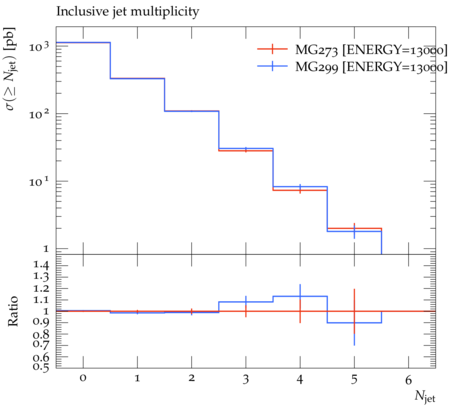 Inclusive jet multiplicity
σ(≥ Njet) [pb]
10³
10²
10¹
1
MG273 [ENERGY=13000]
MG299 [ENERGY=13000]
Ratio
1.4
1.3
1.2
1.1
1
0.9
0.8
0.7
0.6
0.5
0 1 2 3 4 5 6
Njet